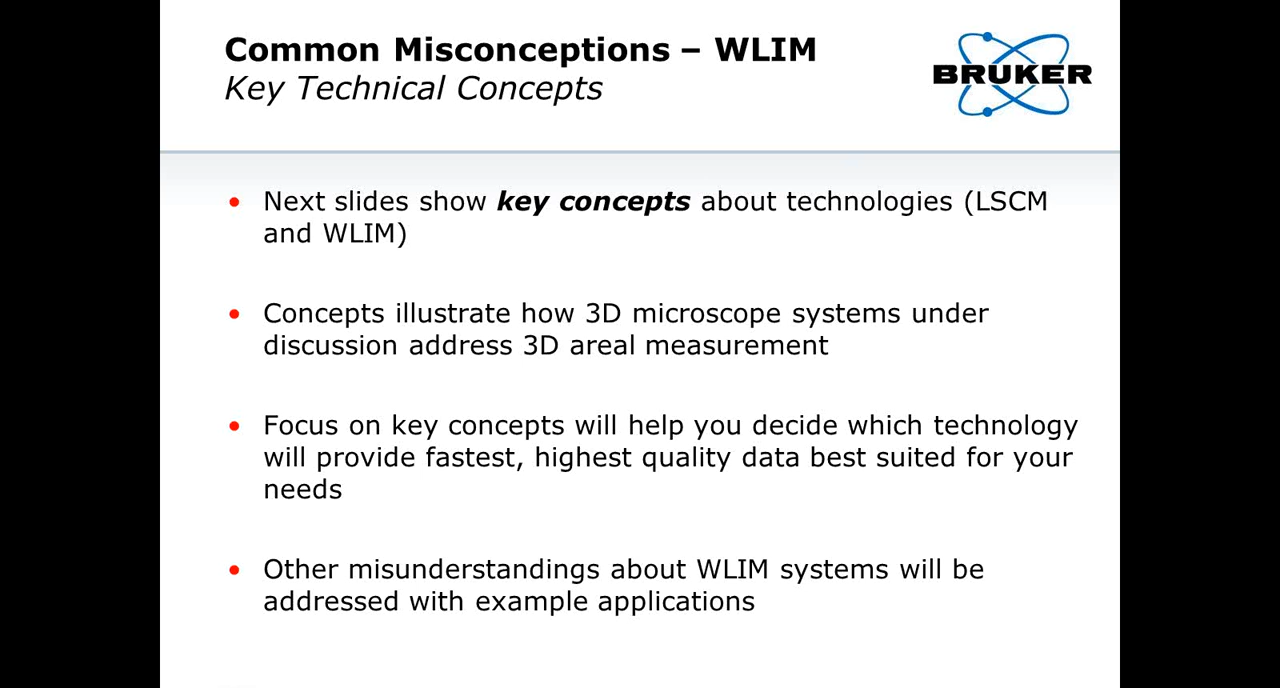 Common Misconceptions – WLIM
Key Technical Concepts
BRUKER
• Next slides show key concepts about technologies (LSCM
and WLIM)
• Concepts illustrate how 3D microscope systems under
discussion address 3D areal measurement
• Focus on key concepts will help you decide which technology
will provide fastest, highest quality data best suited for your
needs
• Other misunderstandings about WLIM systems will be
addressed with example applications